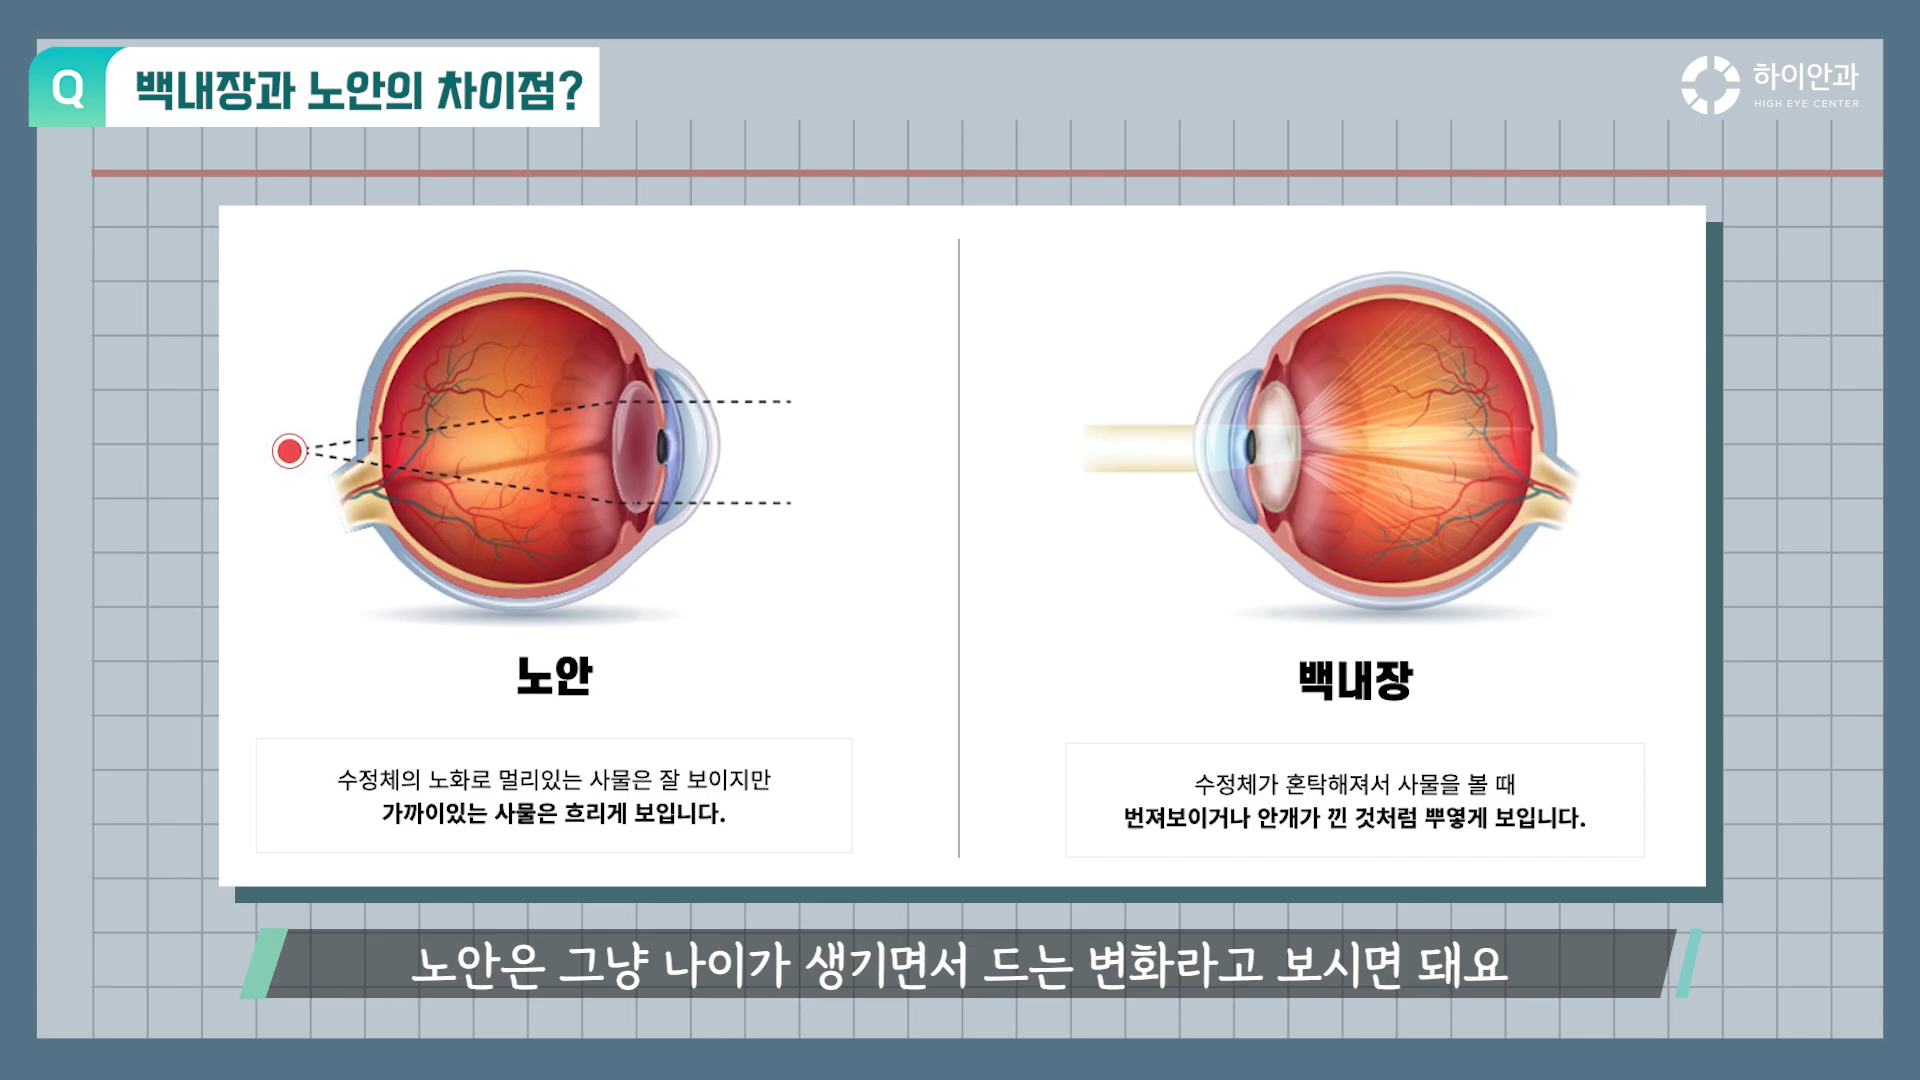 Q
백내장과 노안의 차이점?
하이안과
HIGH EYE CENTER
노안
수정체의 노화로 멀리있는 사물은 잘 보이지만
가까이있는 사물은 흐리게 보입니다.
백내장
수정체가 혼탁해져서 사물을 볼 때
번져보이거나 안개가 낀 것처럼 뿌옇게 보입니다.
노안은 그냥 나이가 생기면서 드는 변화라고 보시면 돼요